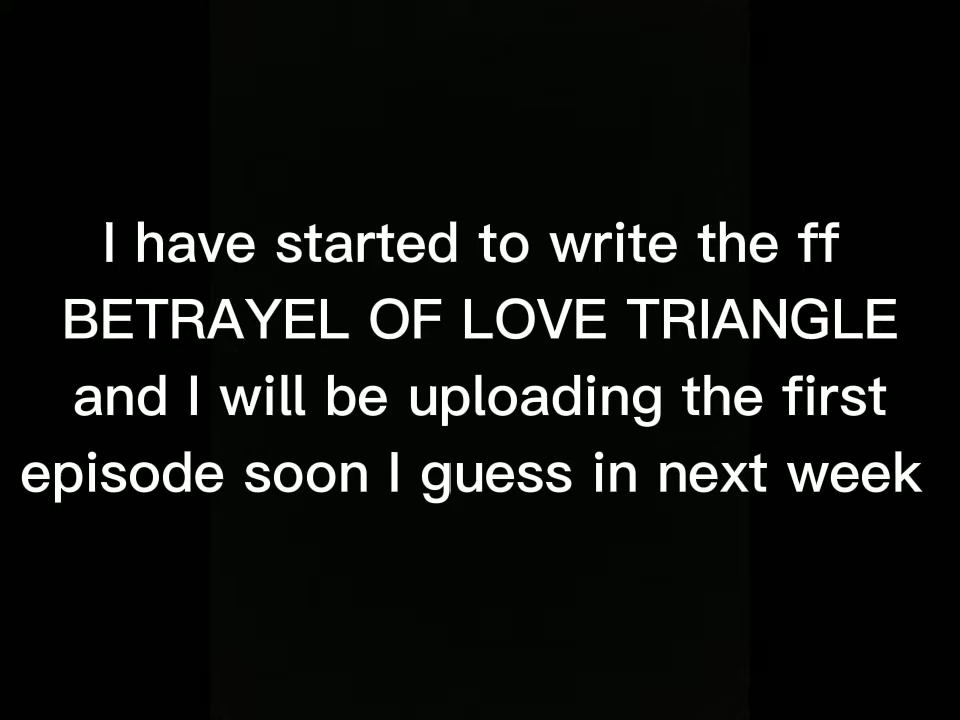 I have started to write the ff
BETRAYEL OF LOVE TRIANGLE
and I will be uploading the first
episode soon I guess in next week